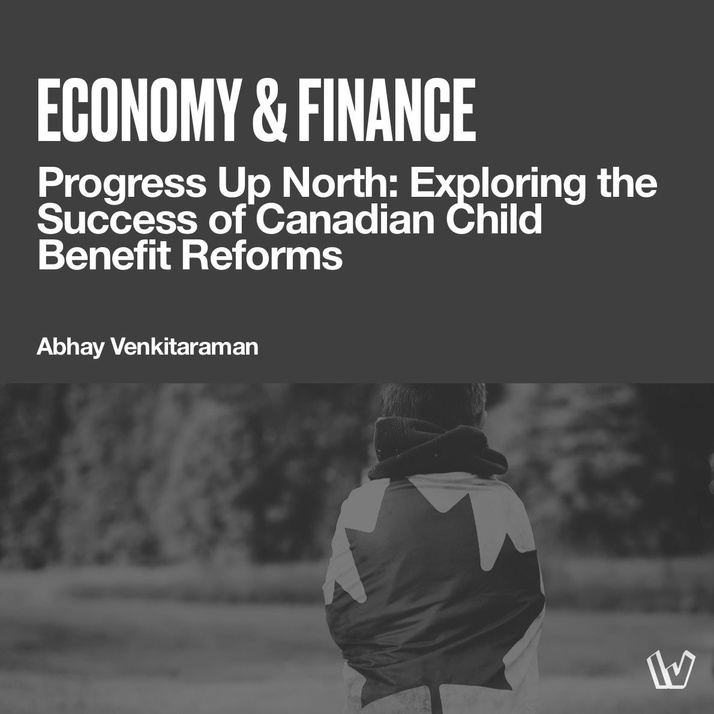 ECONOMY & FINANCE
Progress Up North: Exploring the
Success of Canadian Child
Benefit Reforms
Abhay Venkitaraman